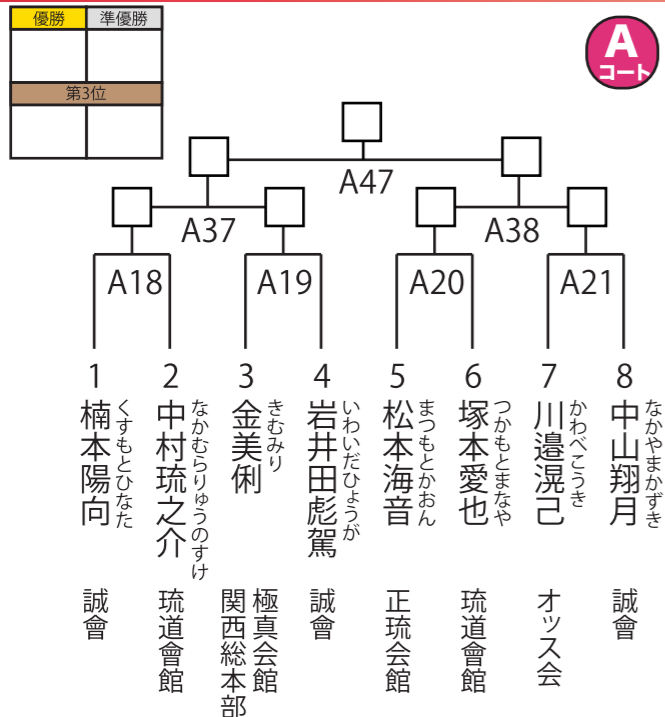 優勝 準優勝
第3位
A
コート
A47
A37 A38
A18 A19 A20 A21
1 2 3 4 5 6 7 8
楠本陽向
くすもとひなた
誠會
中村琉之介
なかむらりゅうのすけ
琉道會館
金美俐
きむみり
極真会館
関西総本部
岩井田彪駕
いわいだひょうが
誠會
松本海音
まつもとかおん
正琉会館
塚本愛也
つかもとまなや
琉道會館
川邉滉己
かわべこうき
オッス会
中山翔月
なかやまかずき
誠會